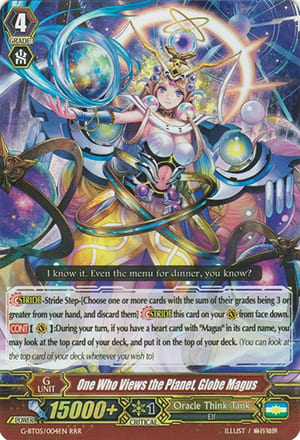 4
GRADE
I know it. Even the menu for dinner, you know?
STRIDE -Stride Step-[Choose one or more cards with the sum of their grades being 3 or
greater from your hand, and discard them] STRIDE this card on your from face down.
CONT :During your turn, if you have a heart card with "Magus" in its card name, you
may look at the top card of your deck, and put it on the top of your deck. (You can look at the
top card of your deck whenever you wish to)
G
UNIT
One Who Views the Planet, Globe Magus
POWER
15000+
1
CRITICAL
Oracle Think Tank
Elf
G-BT05/004EN RRR
ILLUST / 麻谷知世